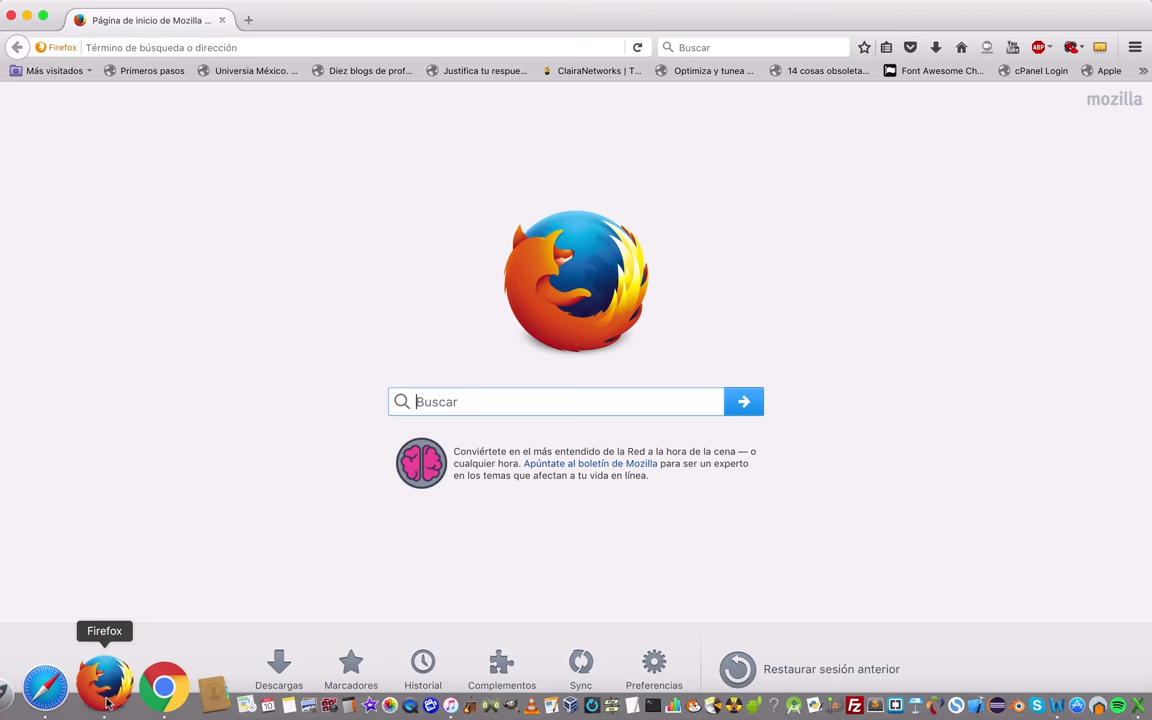 Página de inicio de Mozilla ...
Firefox
Término de búsqueda o dirección
Buscar
ABP
Más visitados
Primeros pasos
Universia México. ...
Diez blogs de prof...
Justifica tu respue...
ClairaNetworks | T...
Optimiza y tunea ...
14 cosas obsoleta...
Font Awesome Ch...
cPanel Login
Apple
mozilla
Buscar
Conviértete en el más entendido de la Red a la hora de la cena — o
cualquier hora. Apúntate al boletín de Mozilla para ser un experto
en los temas que afectan a tu vida en línea.
Firefox
Descargas
Marcadores
Historial
Complementos
Sync
Preferencias
Restaurar sesión anterior
10